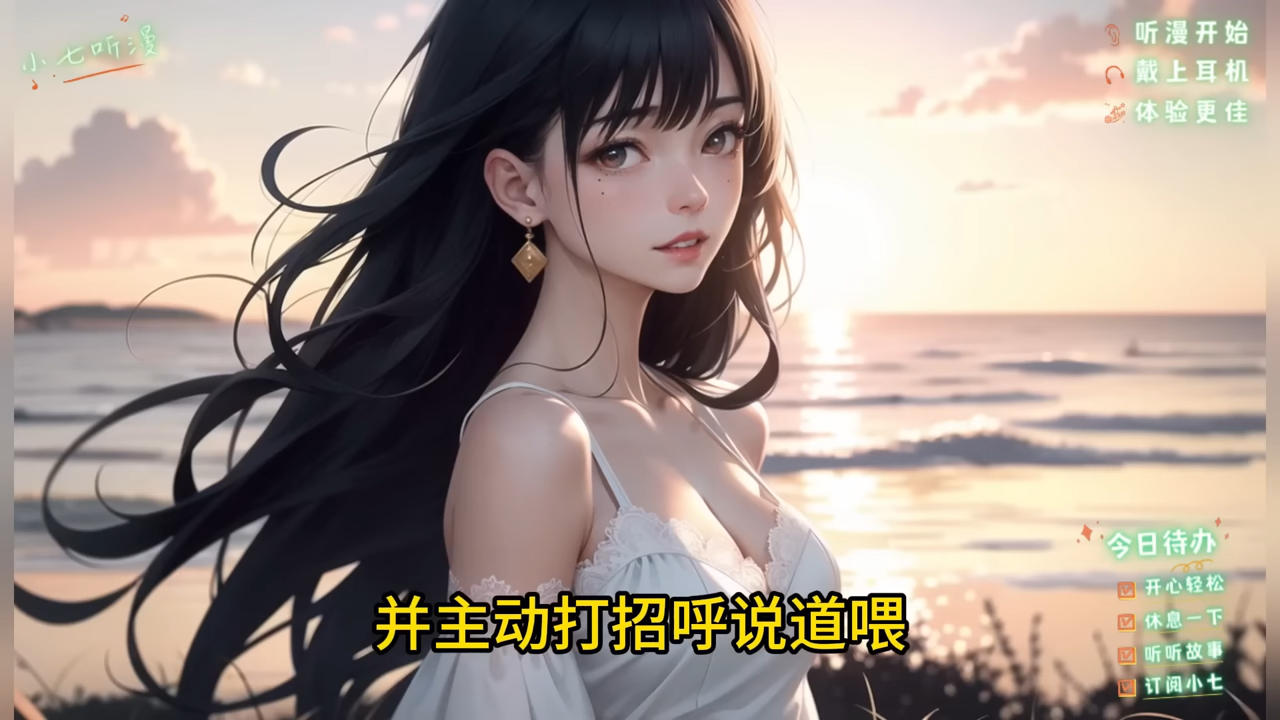 小七听漫
听漫开始
戴上耳机
体验更佳
今日待办
开心轻松
休息一下
听听故事
订阅小七
并主动打招呼说道喂